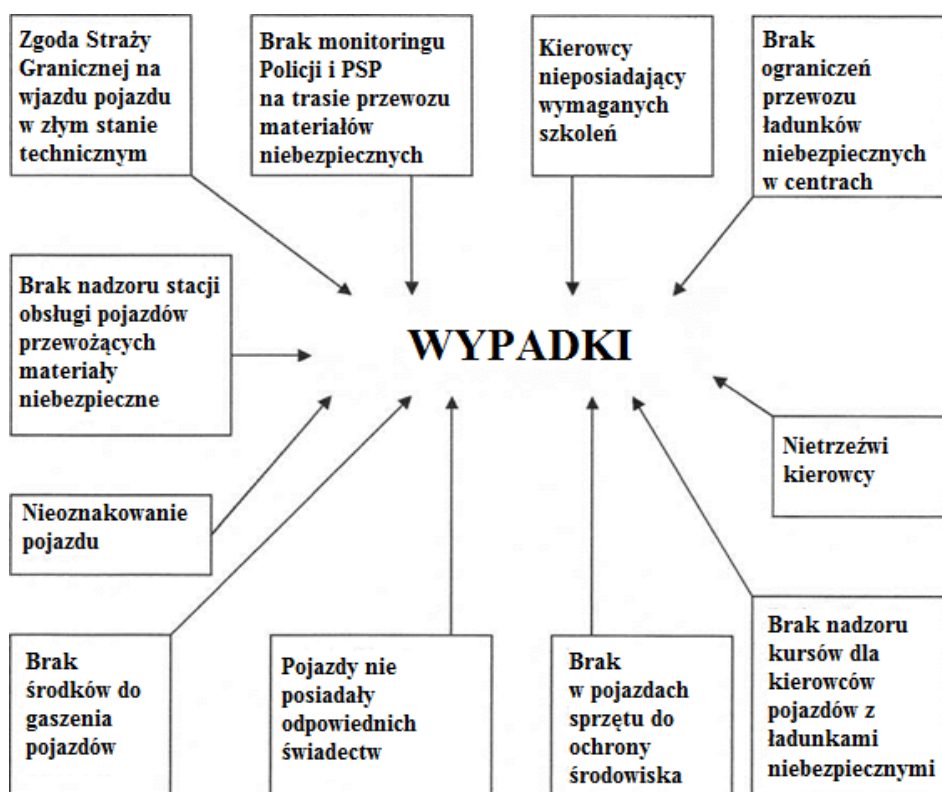 Zgoda Straży
Granicznej na
wjazdu pojazdu
w złym stanie
technicznym
Brak monitoringu
Policji i PSP
na trasie przewozu
materiałów
niebezpiecznych
Kierowcy
nieposiadający
wymaganych
szkoleń
Brak
ograniczeń
przewozu
ładunków
niebezpiecznych
w centrach
Brak nadzoru stacji
obsługi pojazdów
przewożących
materiały
niebezpieczne
WYPADKI
Nietrzeźwi
kierowcy
Nieoznakowanie
pojazdu
Brak
środków do
gaszenia
pojazdów
Pojazdy nie
posiadały
odpowiednich
świadectw
Brak
w pojazdach
sprzętu do
ochrony
środowiska
Brak nadzoru
kursów dla
kierowców
pojazdów z
ładunkami
niebezpiecznymi